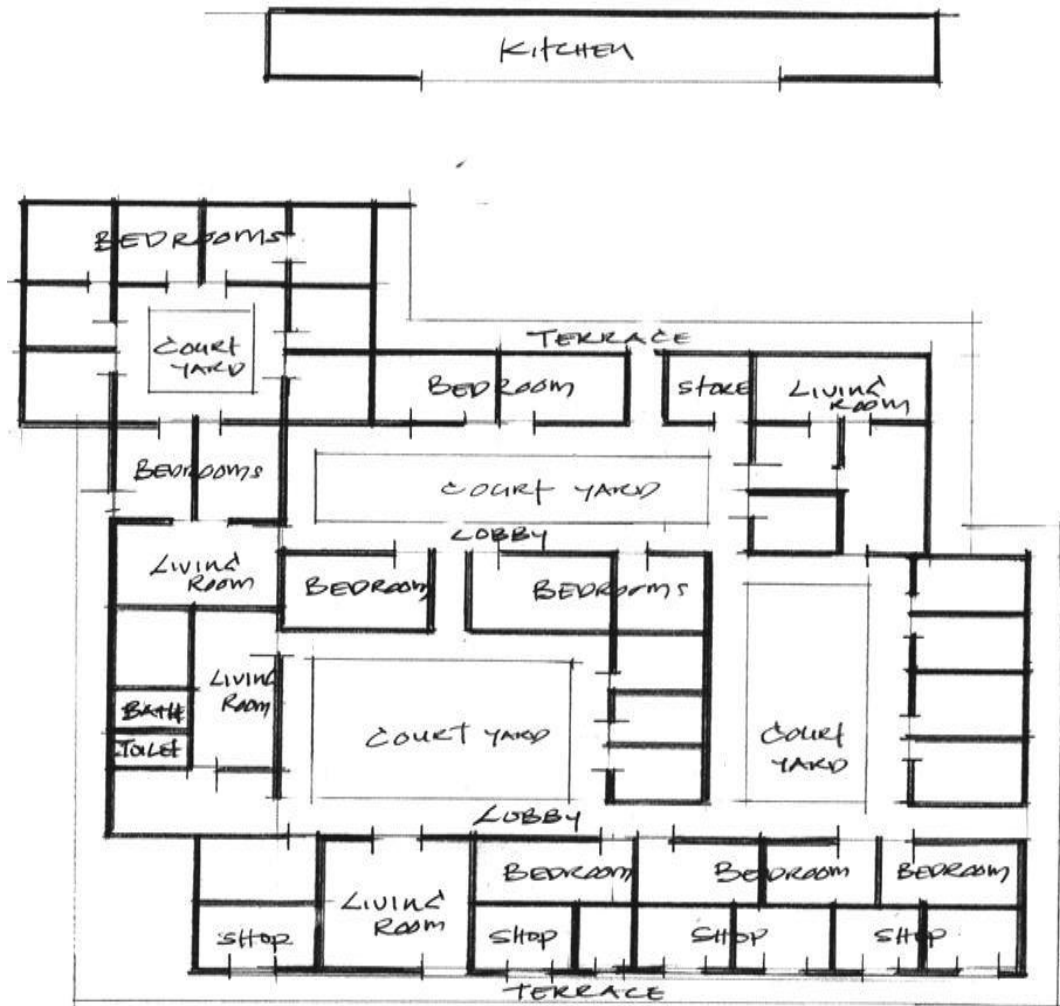 KITCHEN
BEDROOMS
COURT
YARD
TERRACE
BEDROOM
STORE
LIVING
ROOM
BEDROOMS
COURT YARD
LOBBY
LIVING
ROOM
BEDROOM
BEDROOMS
LIVING
ROOM
BATH
TOILET
COURT YARD
COURT
YARD
LOBBY
BEDROOM
BEDROOM
BEDROOM
LIVING
ROOM
SHOP
SHOP
SHOP
SHOP
TERRACE